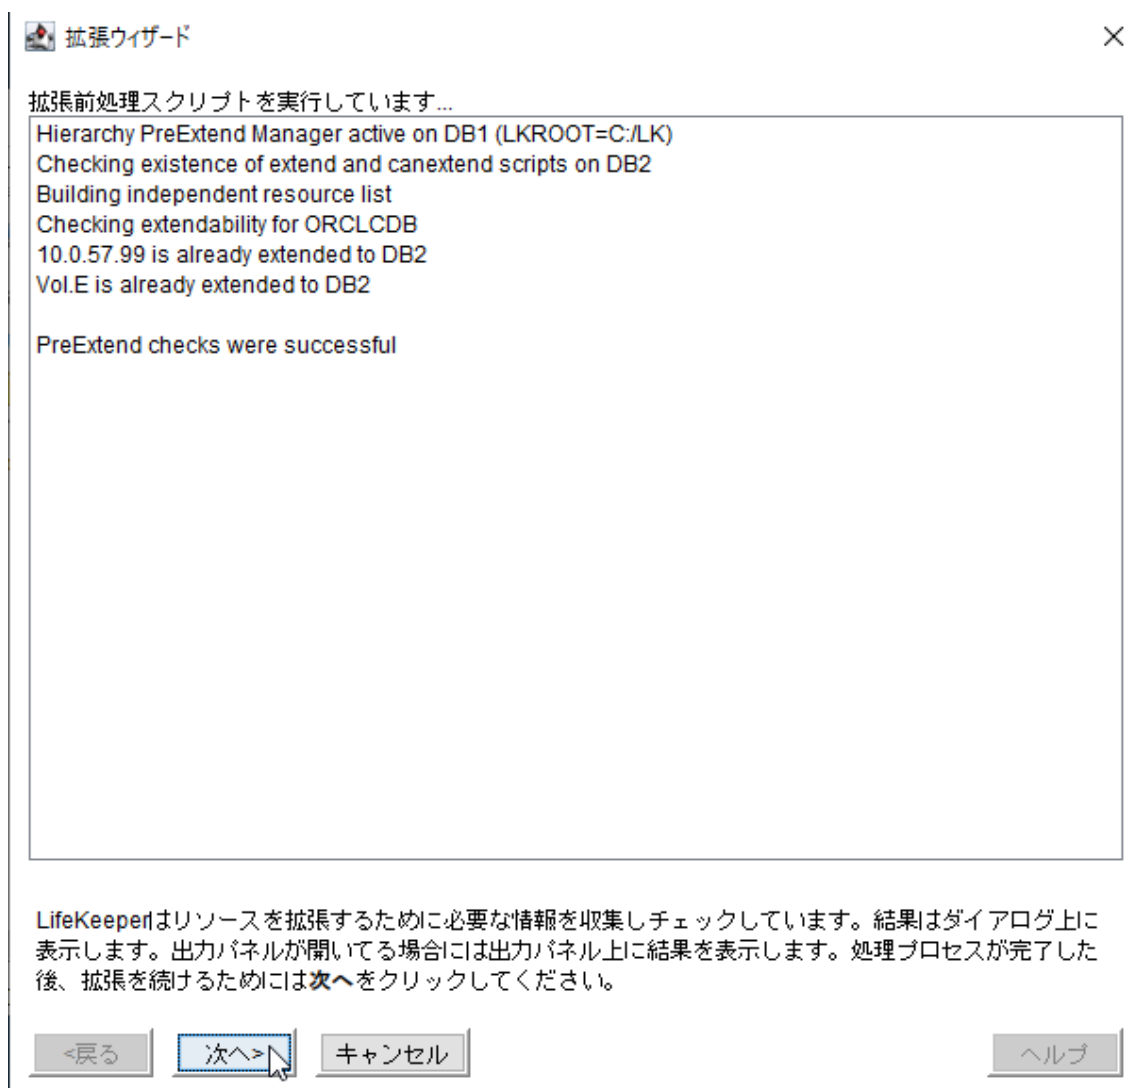 拡張ウィザード
拡張前処理スクリプトを実行しています...
Hierarchy PreExtend Manager active on DB1 (LKROOT=C:/LK)
Checking existence of extend and canextend scripts on DB2
Building independent resource list
Checking extendability for ORCLCDB
10.0.57.99 is already extended to DB2
Vol.E is already extended to DB2
PreExtend checks were successful
LifeKeeperはリソースを拡張するために必要な情報を収集しチェックしています。結果はダイアログ上に
表示します。出力パネルが開いてる場合には出力パネル上に結果を表示します。処理プロセスが完了した
後、拡張を続けるためには次へをクリックしてください。
<戻る 次へ> キャンセル ヘルプ